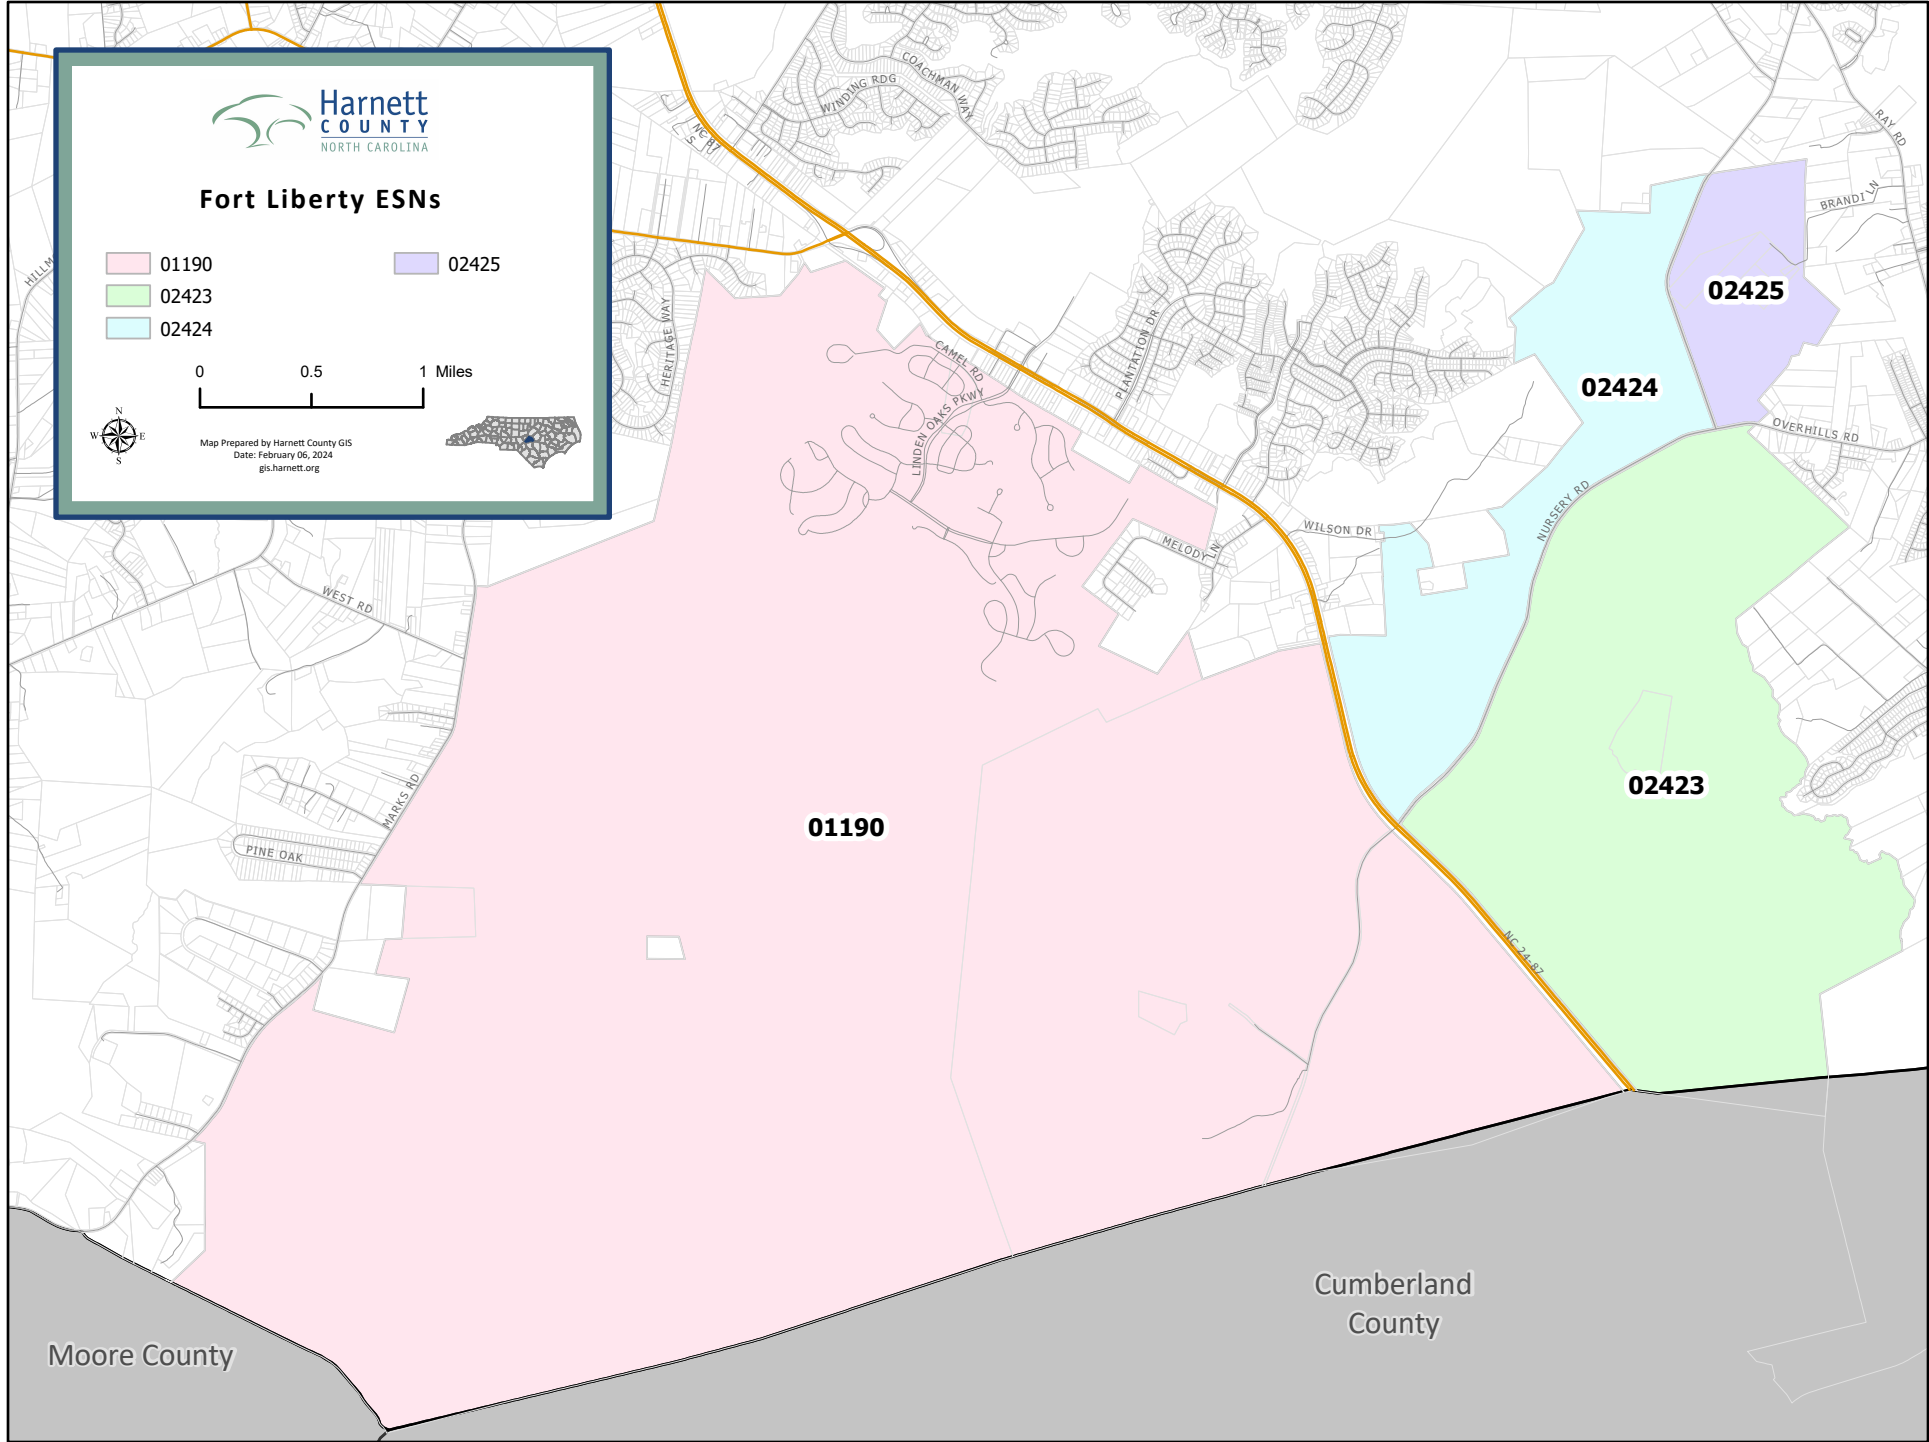 Harnett
COUNTY
NORTH CAROLINA
Fort Liberty ESNs
01190
02423
02424
02425
0 0.5 1 Miles
N
W E
S
Map Prepared by Harnett County GIS
Date: February 06, 2024
gis.harnett.org
COACHMAN WAY
WINDING RDG
NC 87
S
RAY RD
BRANDI LN
HILLM
HERITAGE WAY
CAMEL RD
PLANTATION DR
LINDEN OAKS PKWY
02425
02424
OVERHILLS RD
NURSERY RD
WILSON DR
MELODY LN
WEST RD
MARKS RD
PINE OAK
01190
02423
NC 24-87
Cumberland
County
Moore County